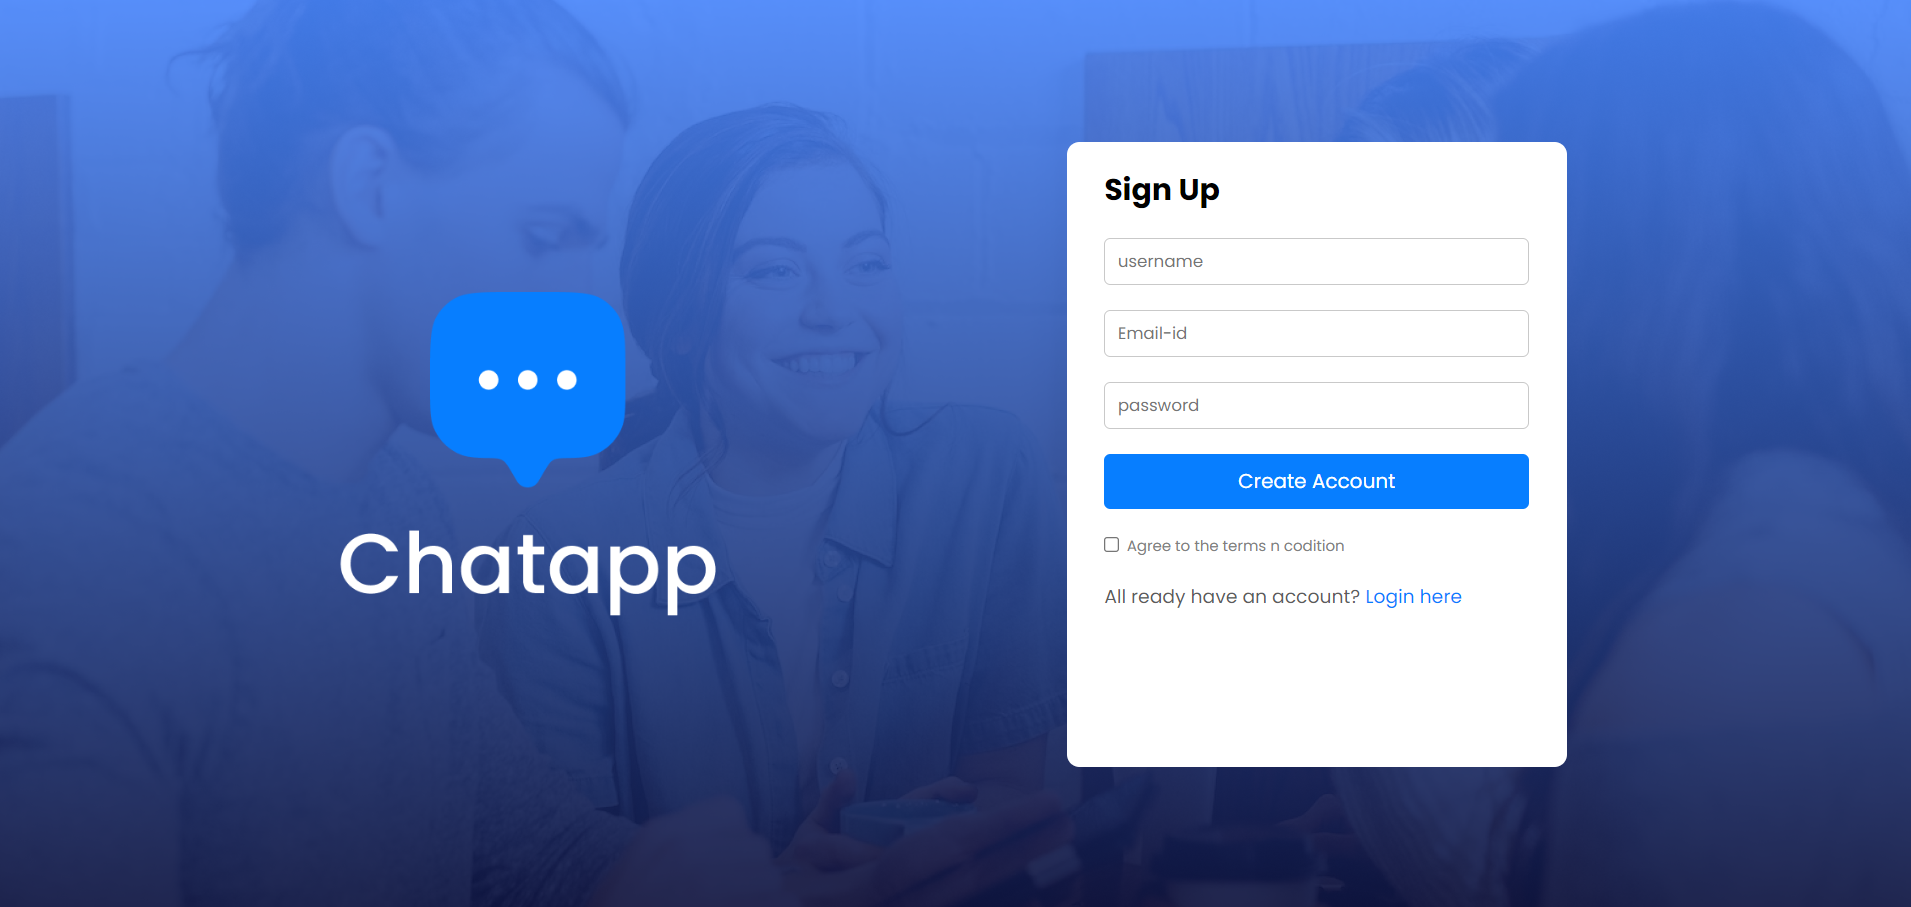 Chatapp
Sign Up
username
Email-id
password
Create Account
Agree to the terms n codition
All ready have an account? Login here